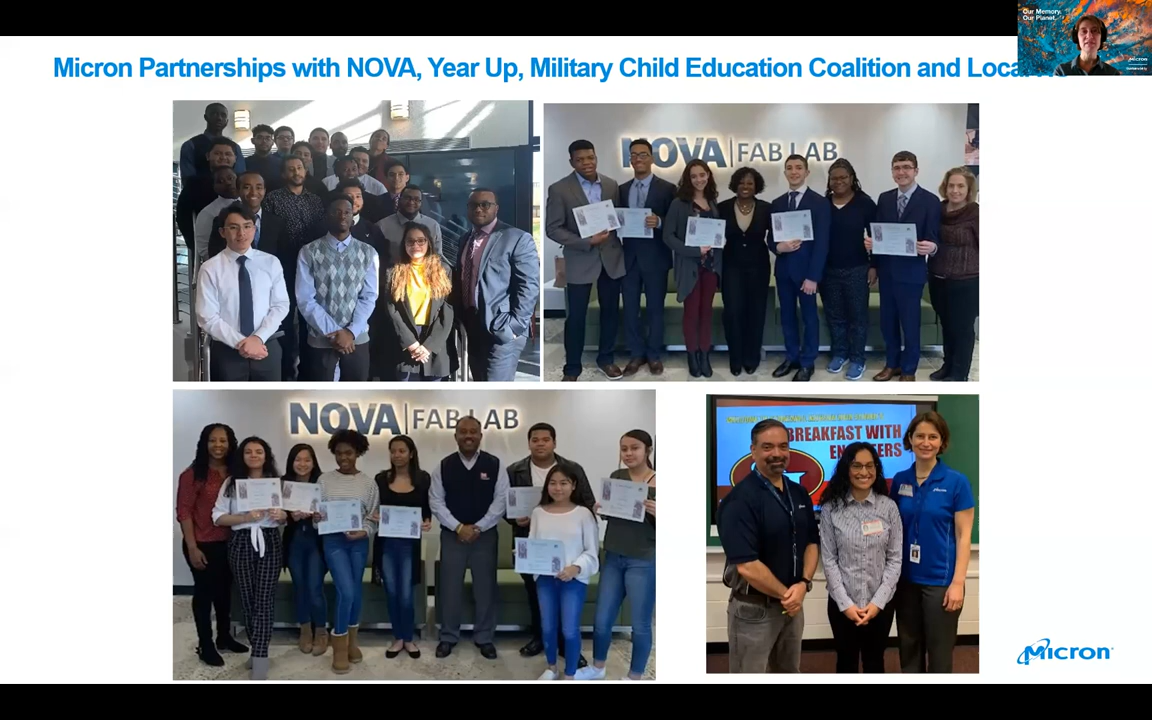 Our Memory.
Our Planet.
Micron Partnerships with NOVA, Year Up, Military Child Education Coalition and
NOVA | FAB LAB
NOVA | FAB LAB
BREAKFAST WITH
Micron